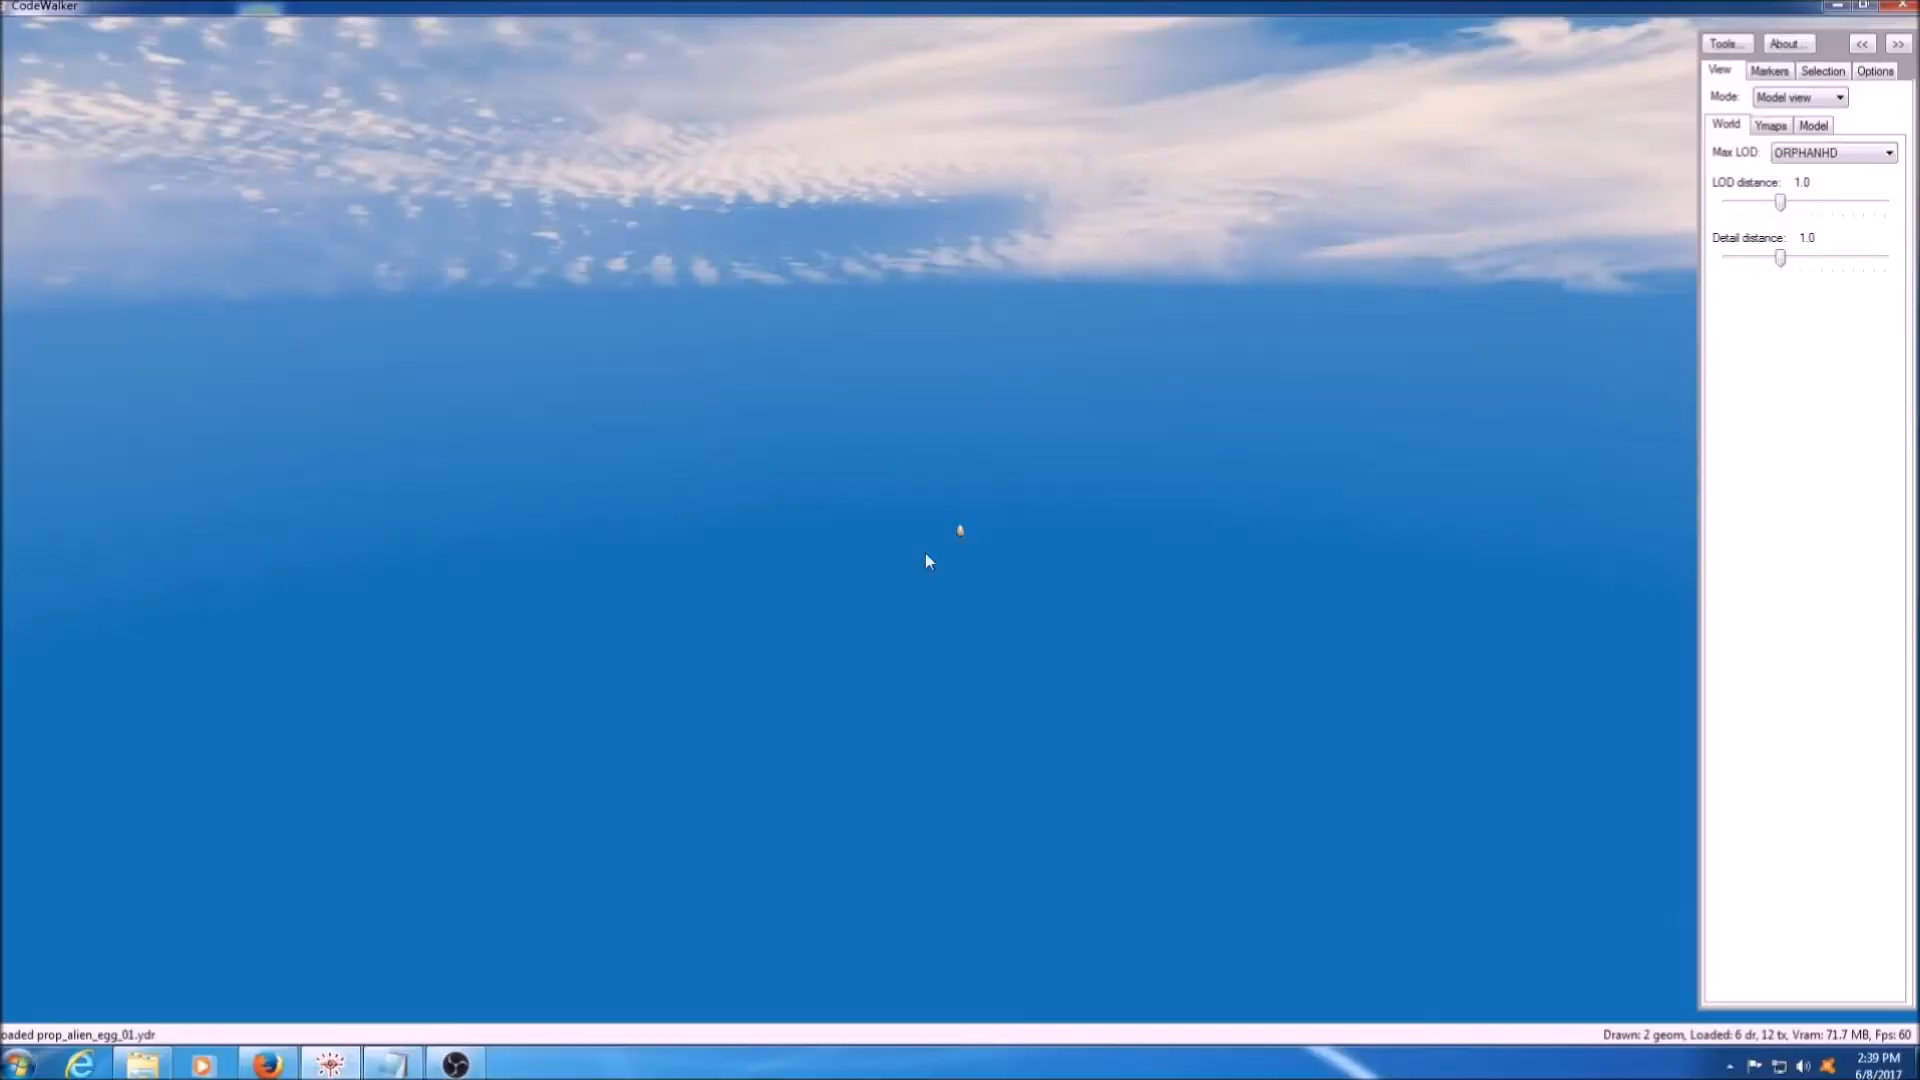 CodeWalker
Tools... About... << >>
View Markers Selection Options
Mode: Model view
World Ymaps Model
Max LOD: ORPHANHD
LOD distance: 1.0
Detail distance: 1.0
oaded prop_alien_egg_01.ydr
Drawn: 2 geom, Loaded: 6 dr, 12 tx, Vram: 71.7 MB, Fps: 60
2:39 PM
6/8/2017